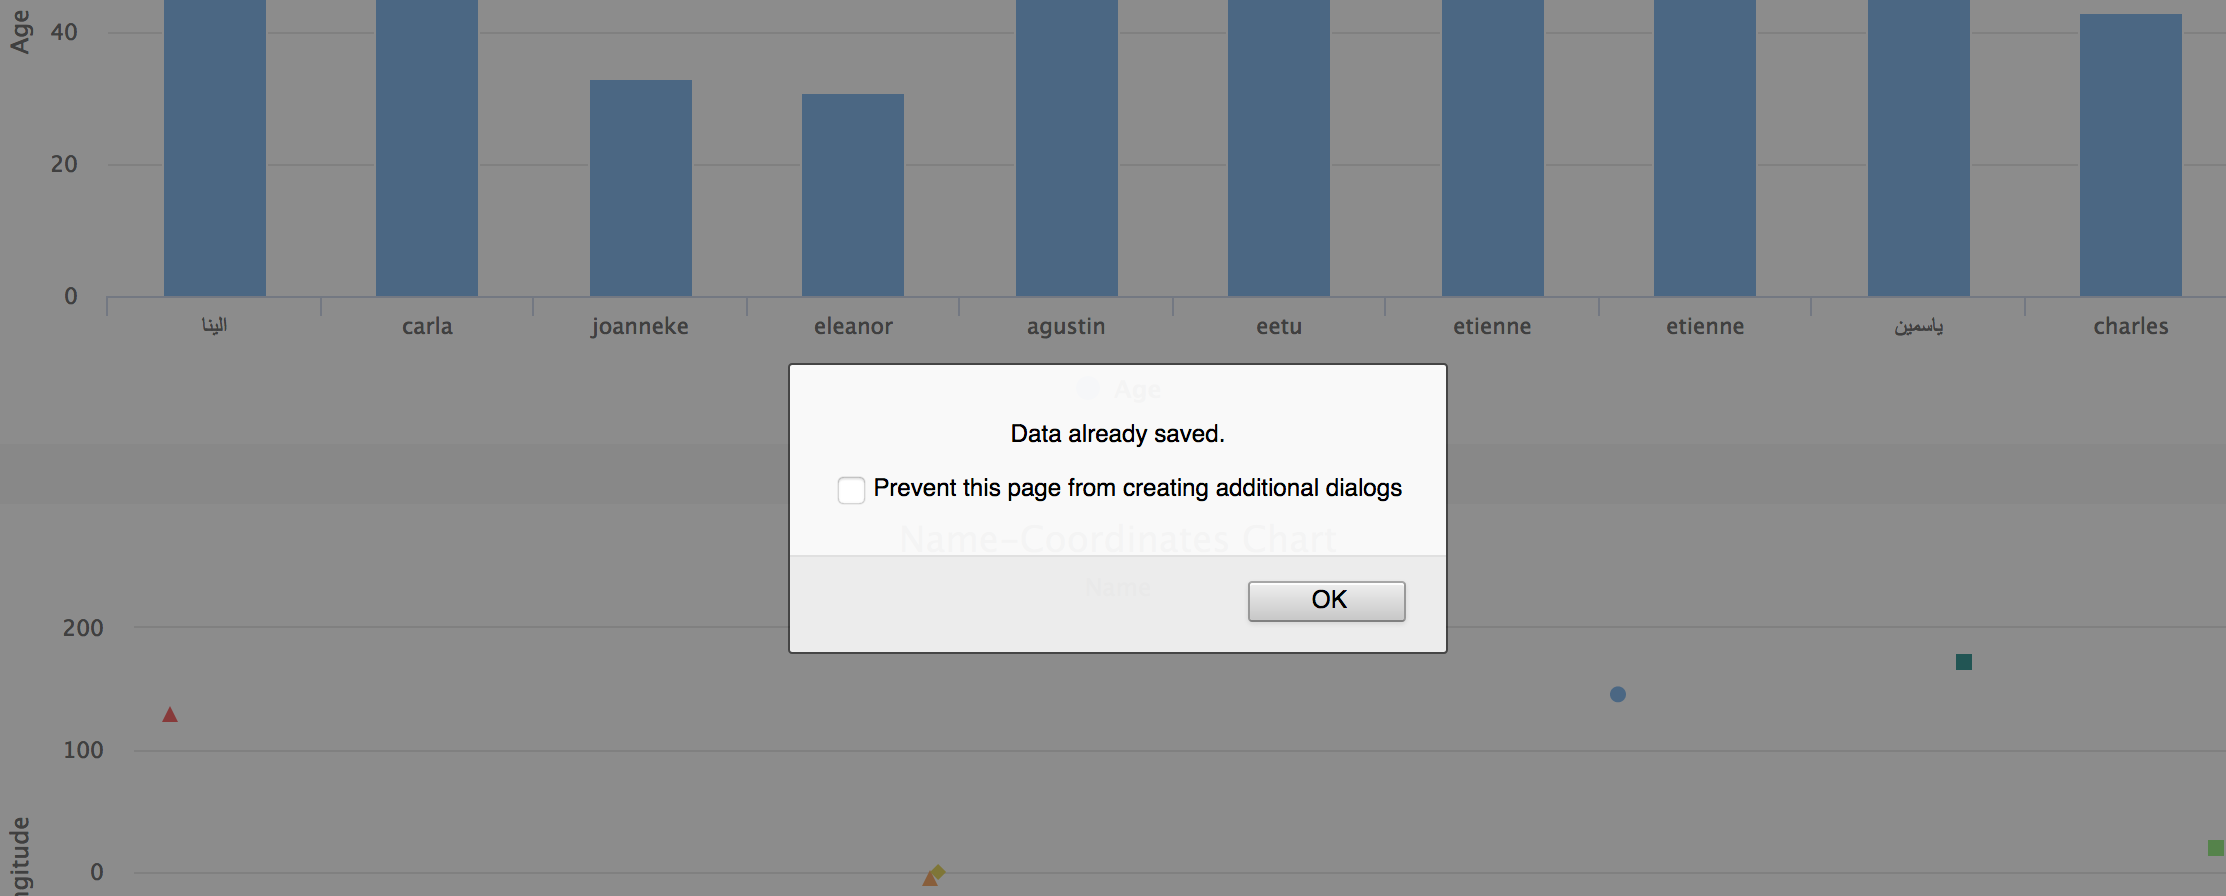 Age
40
20
0
الينا
carla
joanneke
eleanor
agustin
eetu
etienne
etienne
ياسمين
charles
Age
Data already saved.
Prevent this page from creating additional dialogs
Name-Coordinates Chart
Name
OK
200
100
0
ngitude